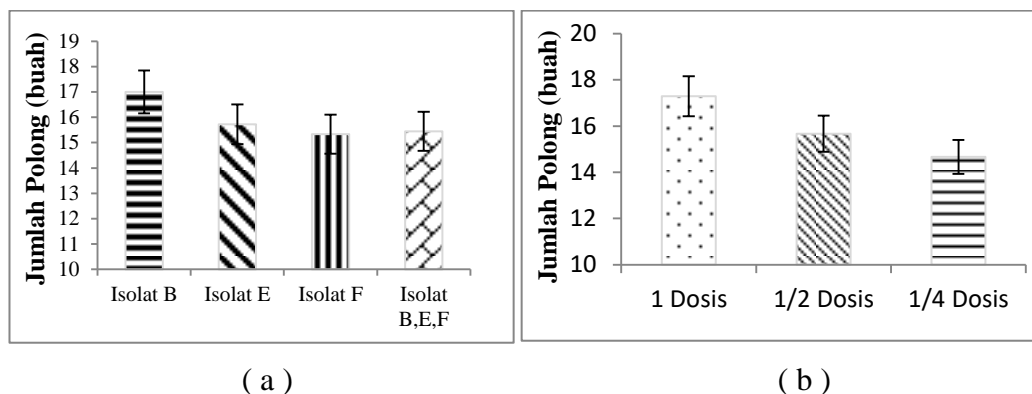 Jumlah Polong (buah)
19
18
17
16
15
14
13
12
11
10
Isolat B
Isolat E
Isolat F
Isolat
B,E,F
( a )
Jumlah Polong (buah)
20
18
16
14
12
10
1 Dosis
1/2 Dosis
1/4 Dosis
( b )